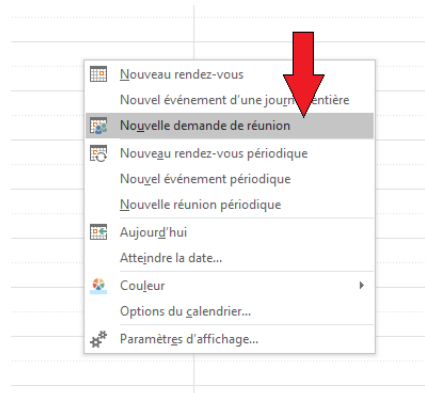 Nouveau rendez-vous
Nouvel événement d'une journée entière
Nouvelle demande de réunion
Nouveau rendez-vous périodique
Nouvel événement périodique
Nouvelle réunion périodique
Aujourd'hui
Atteindre la date...
Couleur
Options du calendrier...
Paramètres d'affichage...